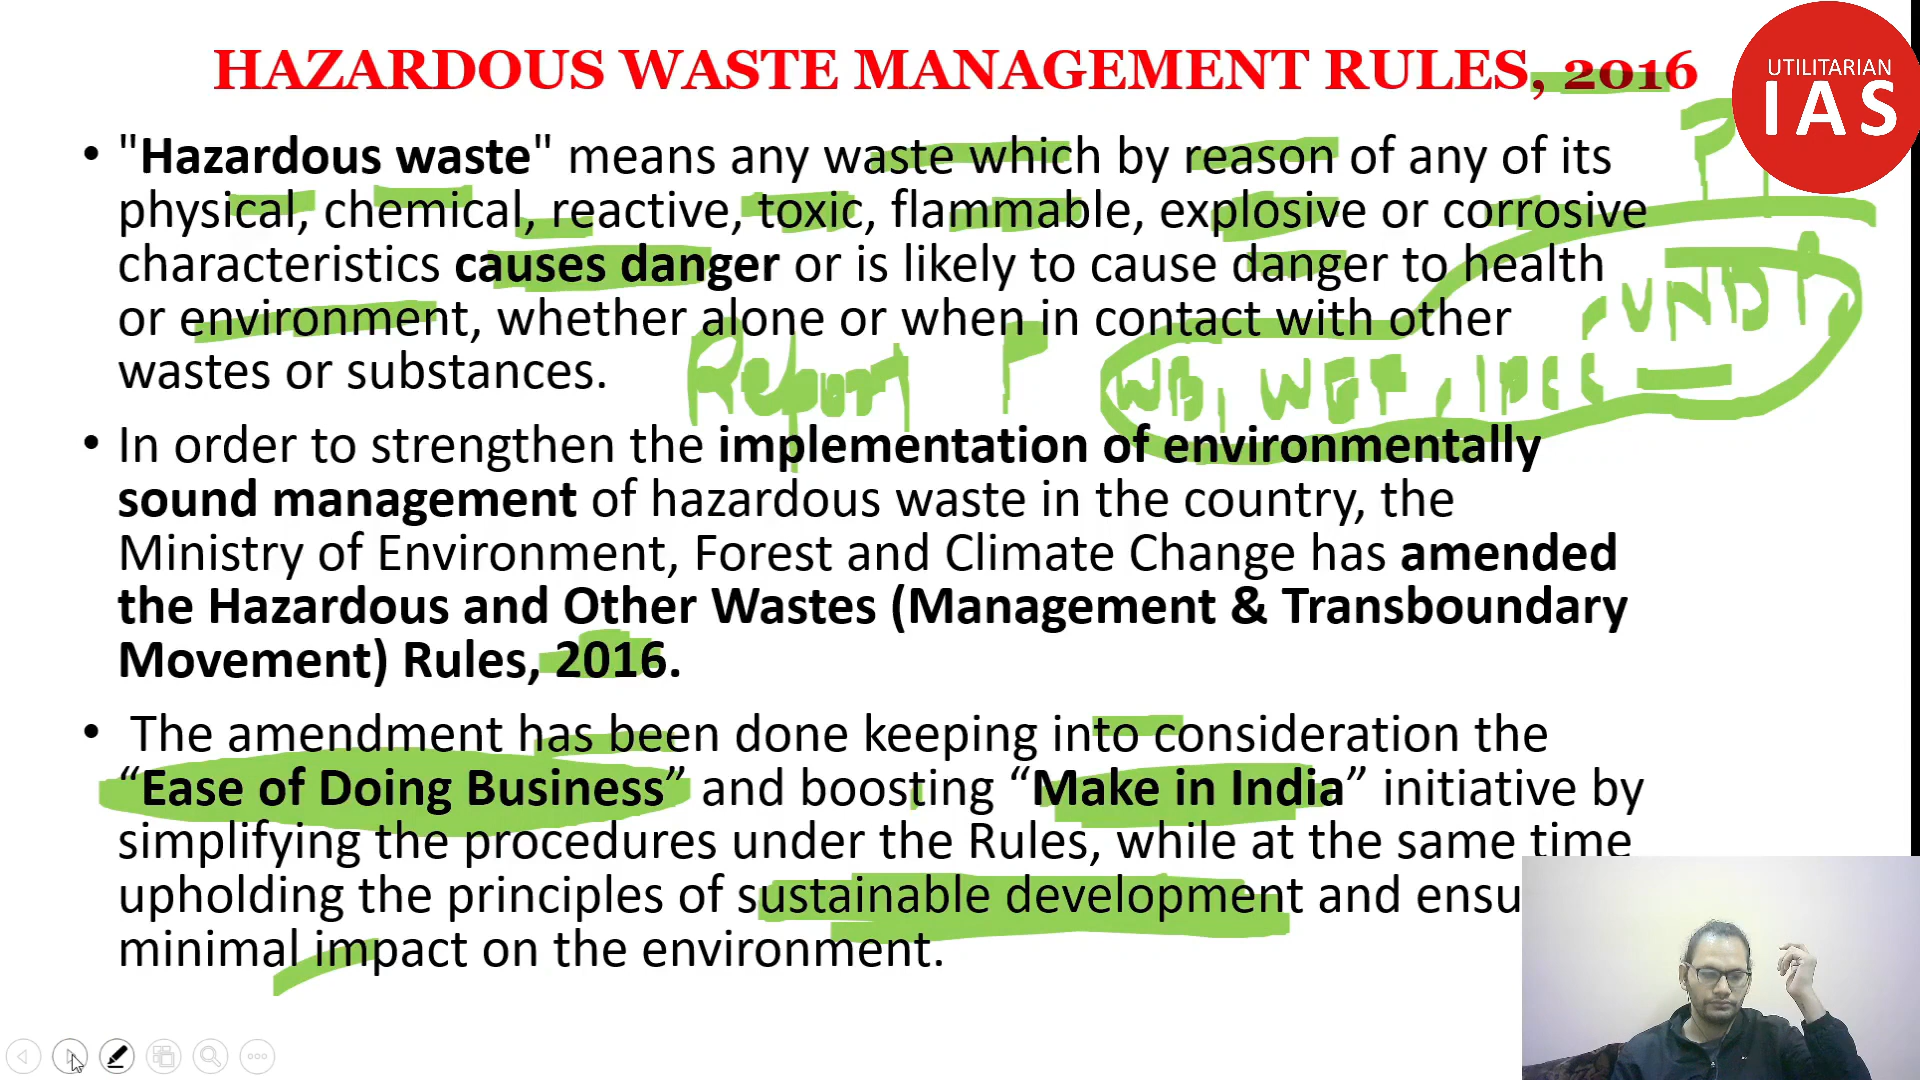 HAZARDOUS WASTE MANAGEMENT RULES, 2016
UTILITARIAN
IAS
• "Hazardous waste" means any waste which by reason of any of its
physical, chemical, reactive, toxic, flammable, explosive or corrosive
characteristics causes danger or is likely to cause danger to health
or environment, whether alone or when in contact with other
wastes or substances.
UNDP
Report P WB, WEF, IPCC
• In order to strengthen the implementation of environmentally
sound management of hazardous waste in the country, the
Ministry of Environment, Forest and Climate Change has amended
the Hazardous and Other Wastes (Management & Transboundary
Movement) Rules, 2016.
• The amendment has been done keeping into consideration the
“Ease of Doing Business” and boosting “Make in India” initiative by
simplifying the procedures under the Rules, while at the same time
upholding the principles of sustainable development and ensu
minimal impact on the environment.